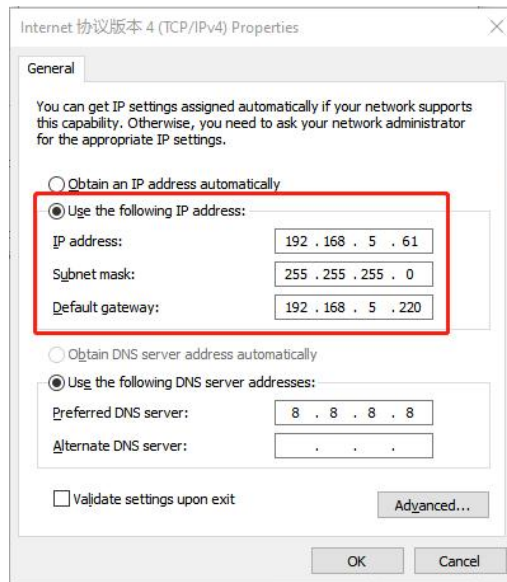 Internet 协议版本 4 (TCP/IPv4) Properties
General
You can get IP settings assigned automatically if your network supports
this capability. Otherwise, you need to ask your network administrator
for the appropriate IP settings.
Obtain an IP address automatically
Use the following IP address:
IP address: 192 . 168 . 5 . 61
Subnet mask: 255 . 255 . 255 . 0
Default gateway: 192 . 168 . 5 . 220
Obtain DNS server address automatically
Use the following DNS server addresses:
Preferred DNS server: 8 . 8 . 8 . 8
Alternate DNS server: . . .
Validate settings upon exit
Advanced...
OK Cancel